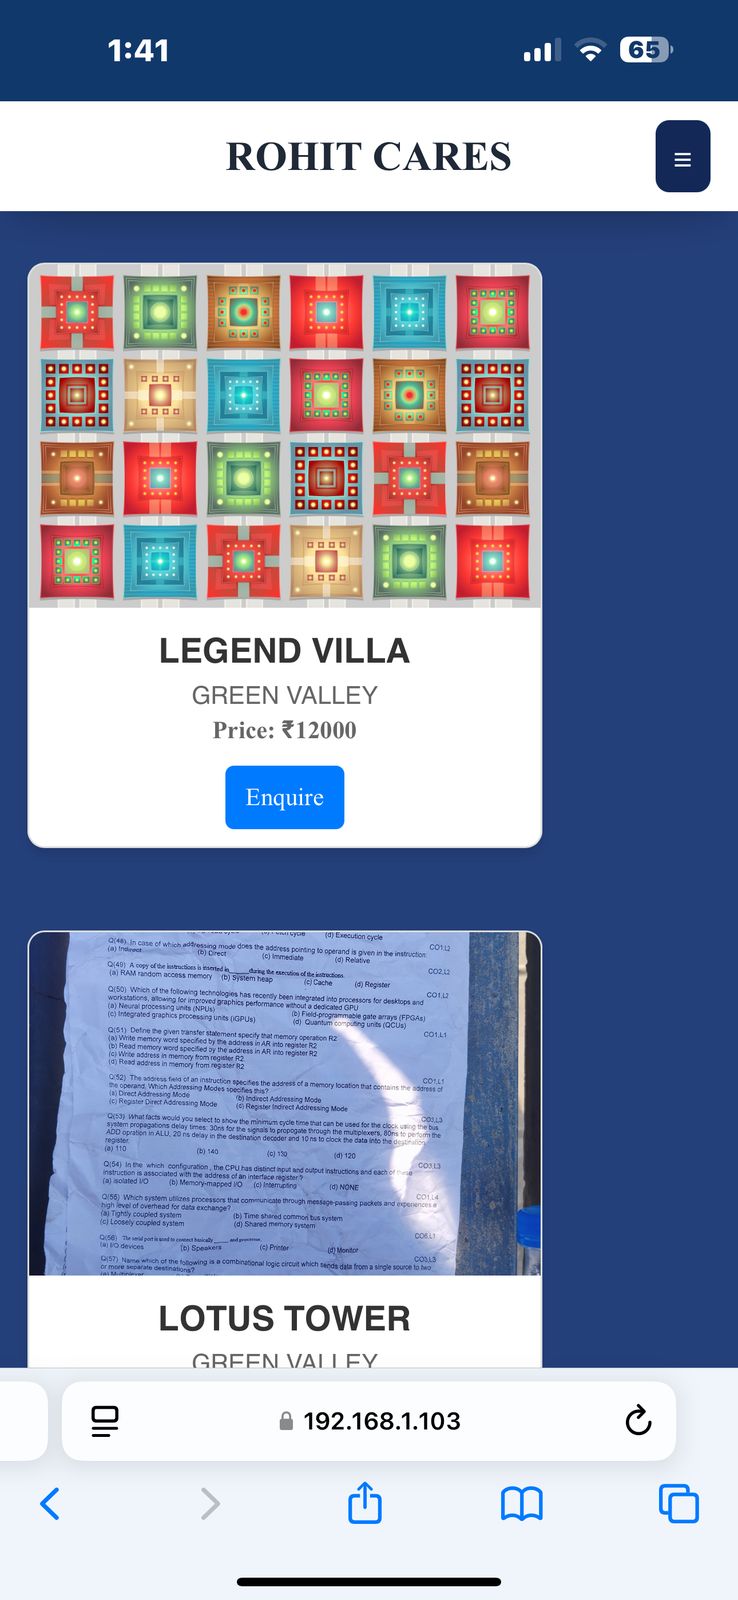 1:41
65
ROHIT CARES
≡
LEGEND VILLA
GREEN VALLEY
Price: ₹12000
Enquire
(d) Execution cycle
Q(48) In case of which addressing mode does the address pointing to operand is given in the instruction:
CO1,L2
(a) Indirect (b) Direct (c) Immediate (d) Relative
Q(49) A copy of the instructions is inserted in_____during the execution of the instructions.
CO2,L2
(a) RAM random access memory (b) System heap (c) Cache (d) Register
Q(50) Which of the following technologies has recently been integrated into processors for desktops and
CO1,L2
workstations, allowing for improved graphics performance without a dedicated GPU
(a) Neural processing units (NPUs) (b) Field-programmable gate arrays (FPGAs)
(c) Integrated graphics processing units (iGPUs) (d) Quantum computing units (QCUs)
Q(51) Define the given transfer statement specify that memory operation R2
CO1,L1
(a) Write memory word specified by the address in AR into register R2
(b) Read memory word specified by the address in AR into register R2
(c) Write address in memory from register R2.
(d) Read address in memory from register R2
Q(52) The address field of an instruction specifies the address of a memory location that contains the address of
CO1,L1
the operand, Which Addressing Modes specifies this?
(a) Direct Addressing Mode (b) Indirect Addressing Mode
(c) Register Direct Addressing Mode (d) Register Indirect Addressing Mode
Q(53) What facts would you select to show the minimum cycle time that can be used for the clock using the bus
CO3,L3
system propagations delay times: 30ns for the signals to propogate through the multiplexers, 80ns to perform the
ADD opration in ALU, 20 ns delay in the destination decoder and 10 ns to clock the data into the destination
register.
(a) 110 (b) 140 (c) 130 (d) 120
Q(54) In the which configuration, the CPU has distinct input and output instructions and each of these
CO3,L3
instruction is associated with the address of an interface register?
(a) isolated I/O (b) Memory-mapped I/O (c) Interrupting (d) NONE
Q(55) Which system utilizes processors that communicate through message-passing packets and experiences a
CO1,L4
high level of overhead for data exchange?
(a) Tightly coupled system (b) Time shared common bus system
(c) Loosely coupled system (d) Shared memory system
Q(56) The serial port is used to connect basically_____ and processor.
CO6,L1
(a) I/O devices (b) Speakers (c) Printer (d) Monitor
Q(57) Name which of the following is a combinational logic circuit which sends data from a single source to two
CO3,L3
or more separate destinations?
(a) Multiplexer
LOTUS TOWER
GREEN VALLEY
192.168.1.103